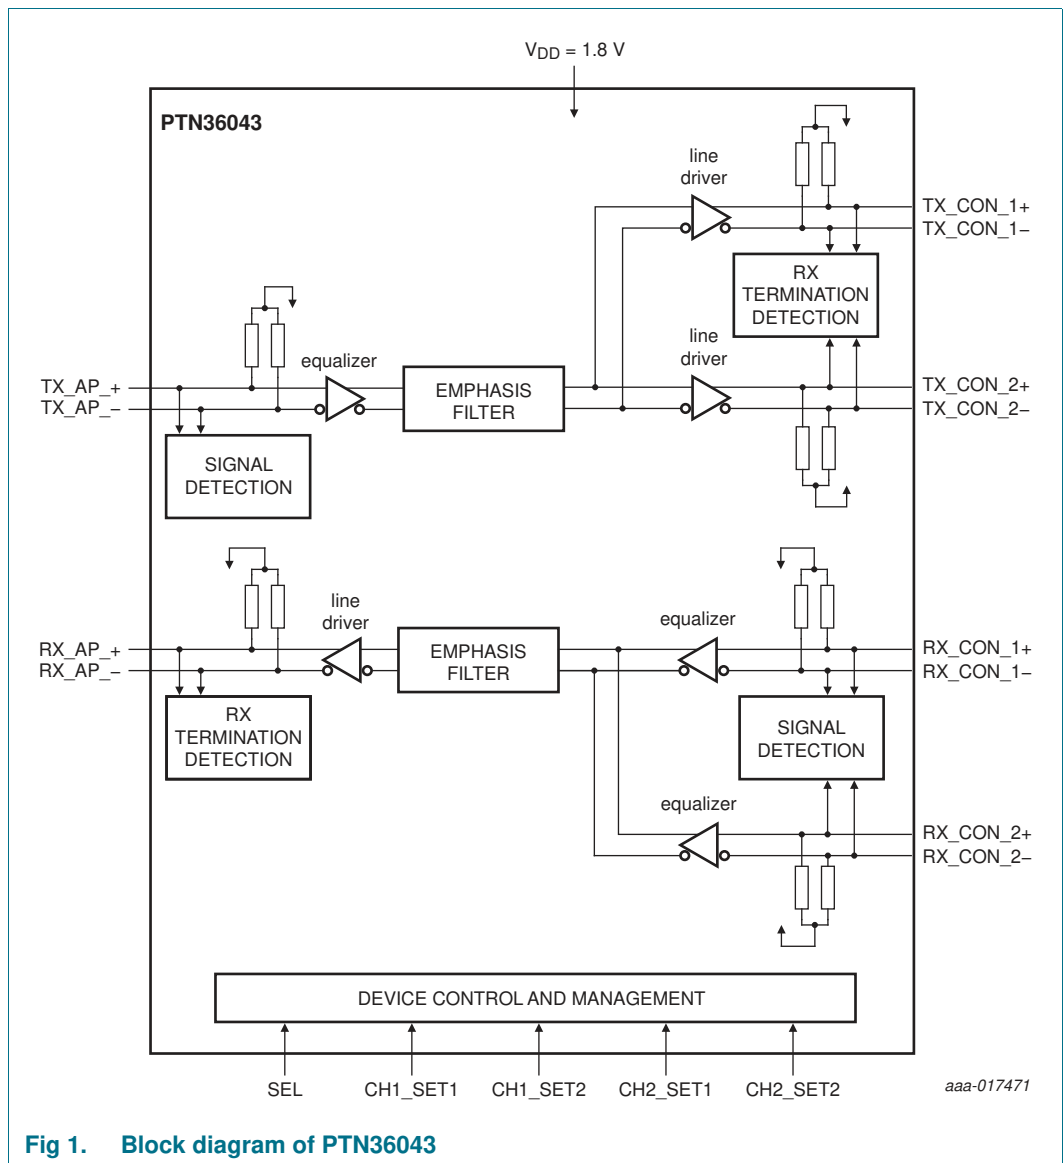 VDD = 1.8 V
PTN36043
line
driver
TX_CON_1+
TX_CON_1−
RX
TERMINATION
DETECTION
line
driver
equalizer
TX_AP_+
TX_AP_−
EMPHASIS
FILTER
TX_CON_2+
TX_CON_2−
SIGNAL
DETECTION
line
driver
equalizer
RX_AP_+
RX_AP_−
EMPHASIS
FILTER
RX_CON_1+
RX_CON_1−
RX
TERMINATION
DETECTION
SIGNAL
DETECTION
equalizer
RX_CON_2+
RX_CON_2−
DEVICE CONTROL AND MANAGEMENT
SEL
CH1_SET1
CH1_SET2
CH2_SET1
CH2_SET2
aaa-017471
Fig 1. Block diagram of PTN36043